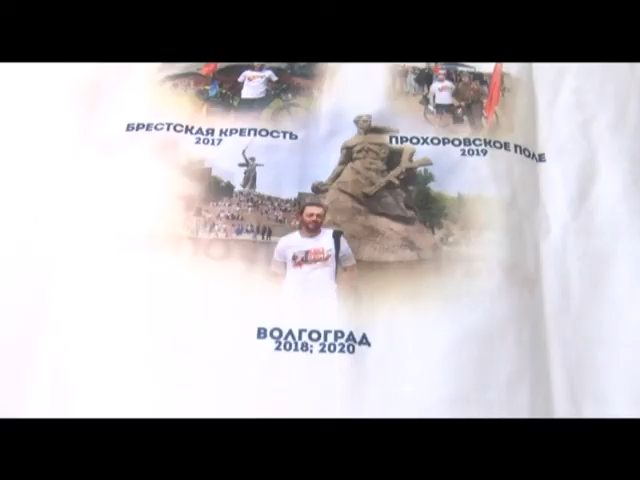 БРЕСТСКАЯ КРЕПОСТЬ
2017
ПРОХОРОВСКОЕ ПОЛЕ
2019
ВОЛГОГРАД
2018; 2020